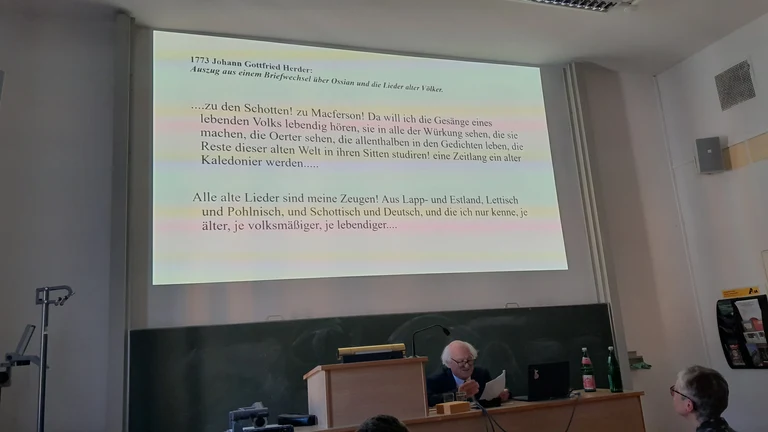 1773 Johann Gottfried Herder:
Auszug aus einem Briefwechsel über Ossian und die Lieder alter Völker.
....zu den Schotten! zu Macferson! Da will ich die Gesänge eines
lebenden Volks lebendig hören, sie in alle der Würkung sehen, die sie
machen, die Oerter sehen, die allenthalben in den Gedichten leben, die
Reste dieser alten Welt in ihren Sitten studiren! eine Zeitlang ein alter
Kaledonier werden.....
Alle alte Lieder sind meine Zeugen! Aus Lapp- und Estland, Lettisch
und Pohlnisch, und Schottisch und Deutsch, und die ich nur kenne, je
älter, je volksmäßiger, je lebendiger....